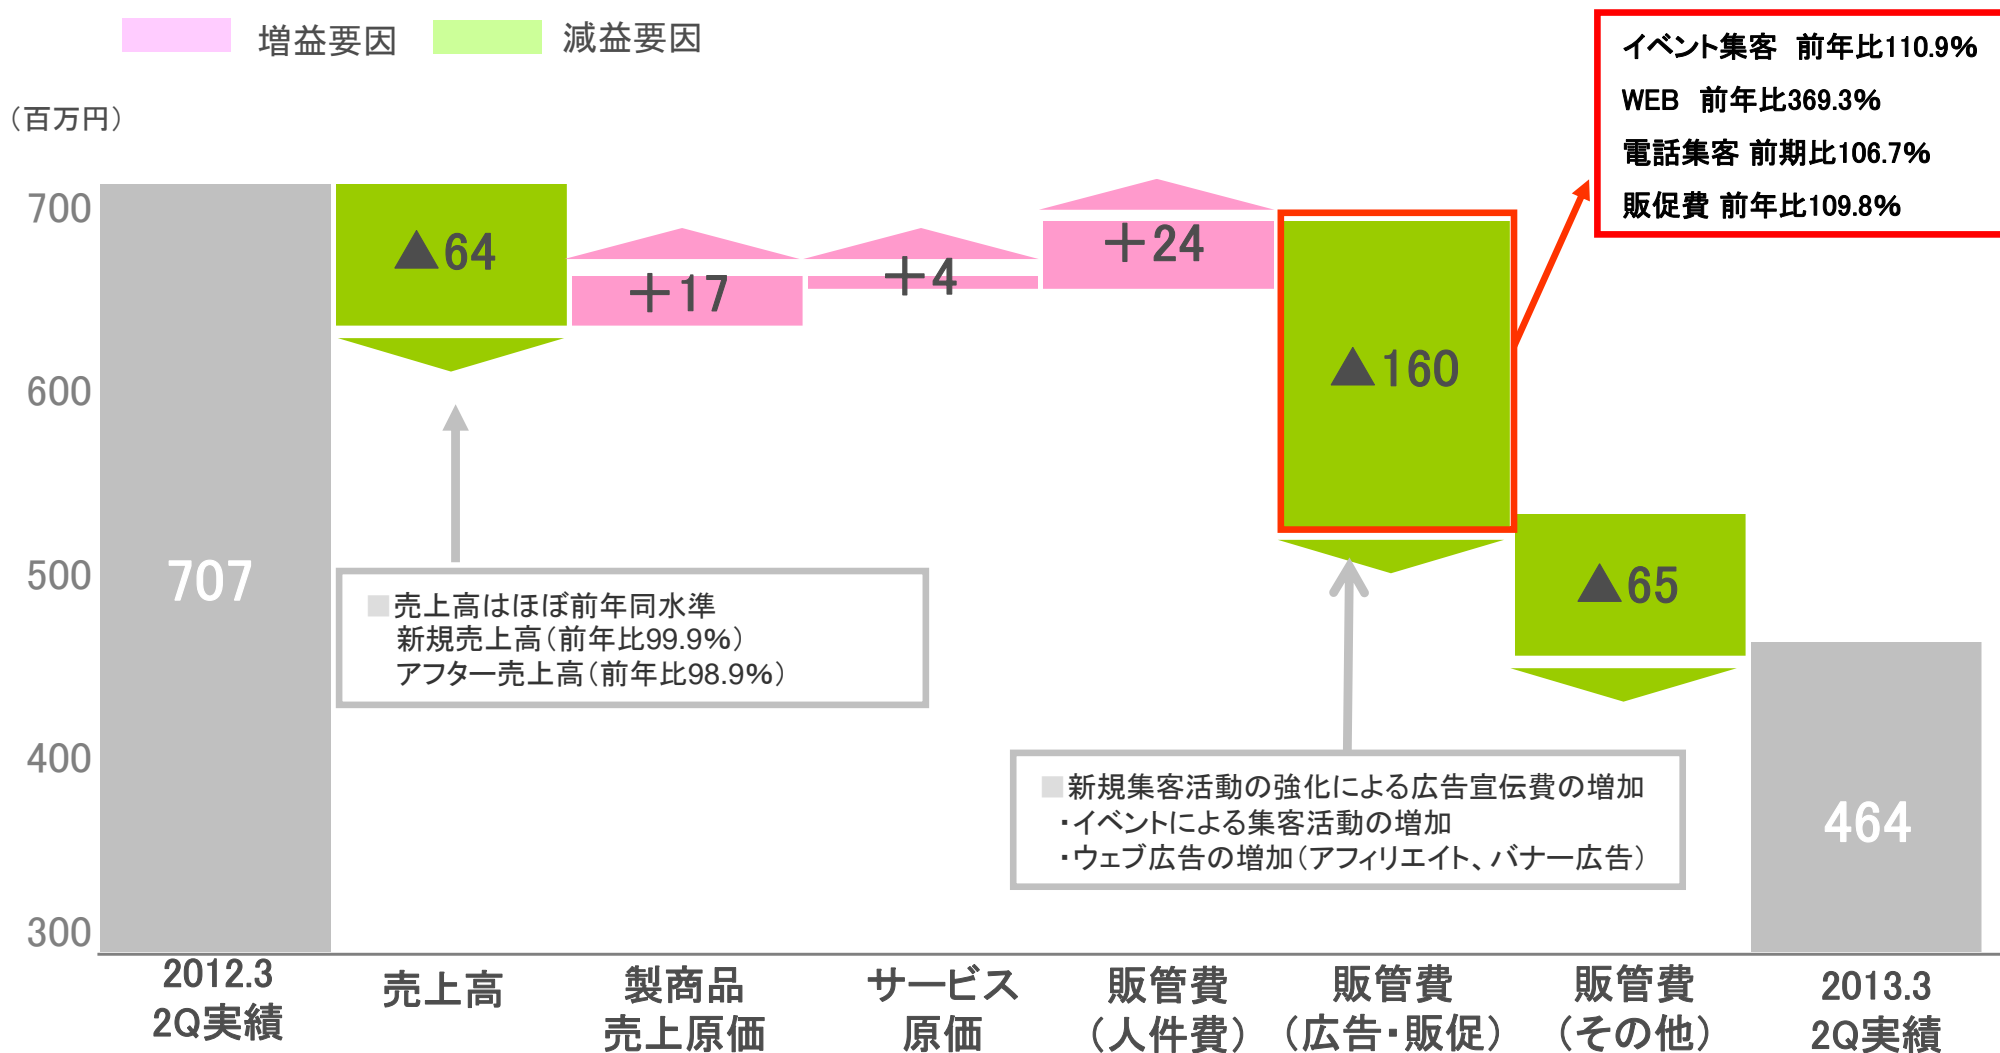 増益要因
減益要因
イベント集客　前年比110.9%
WEB　前年比369.3%
電話集客 前期比106.7%
販促費 前年比109.8%
（百万円）
700
600
500
400
300
707
▲64
＋17
＋4
＋24
▲160
▲65
464
■売上高はほぼ前年同水準
新規売上高（前年比99.9%）
アフター売上高（前年比98.9%）
■新規集客活動の強化による広告宣伝費の増加
・イベントによる集客活動の増加
・ウェブ広告の増加（アフィリエイト、バナー広告）
2012.3
2Q実績
売上高
製商品
売上原価
サービス
原価
販管費
（人件費）
販管費
（広告・販促）
販管費
（その他）
2013.3
2Q実績